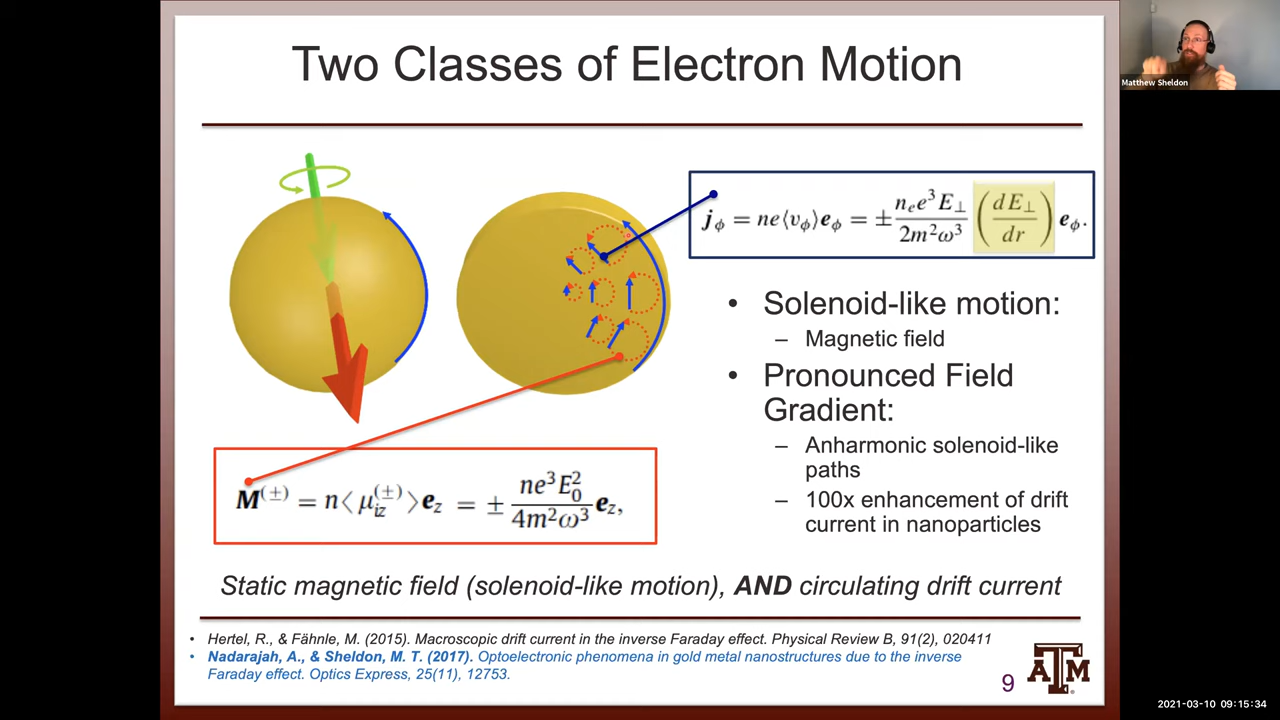 Two Classes of Electron Motion
Matthew Sheldon
j_ϕ = ne⟨v_ϕ⟩e_ϕ = ± n_e e³E_⊥ / 2m²ω³ (dE_⊥ / dr) e_ϕ.
• Solenoid-like motion:
– Magnetic field
• Pronounced Field
Gradient:
– Anharmonic solenoid-like
paths
– 100x enhancement of drift
current in nanoparticles
M^(±) = n⟨μ_iz^(±)⟩e_z = ± ne³E₀² / 4m²ω³ e_z,
Static magnetic field (solenoid-like motion), AND circulating drift current
• Hertel, R., & Fähnle, M. (2015). Macroscopic drift current in the inverse Faraday effect. Physical Review B, 91(2), 020411
• Nadarajah, A., & Sheldon, M. T. (2017). Optoelectronic phenomena in gold metal nanostructures due to the inverse
Faraday effect. Optics Express, 25(11), 12753.
9
ATM
2021-03-10 09:15:34